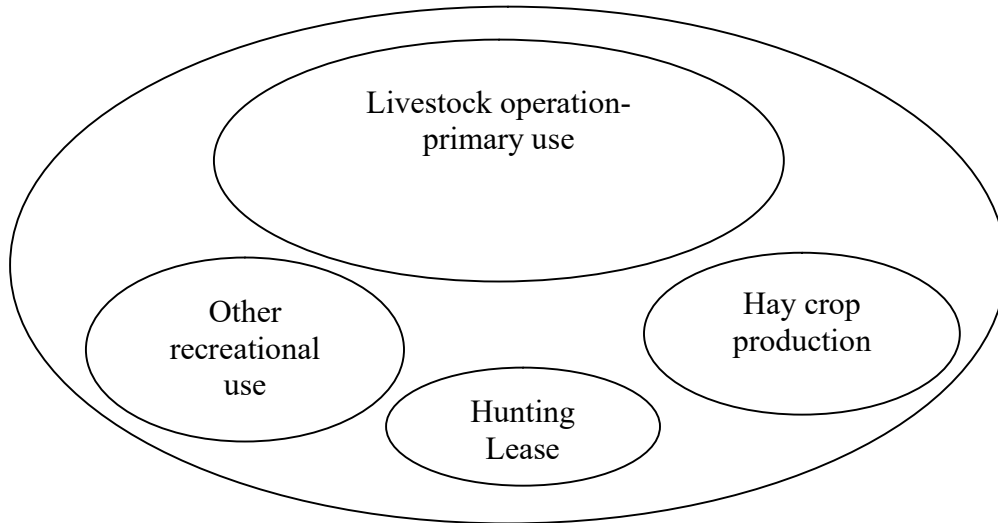 Livestock operation-
primary use
Other
recreational
use
Hunting
Lease
Hay crop
production